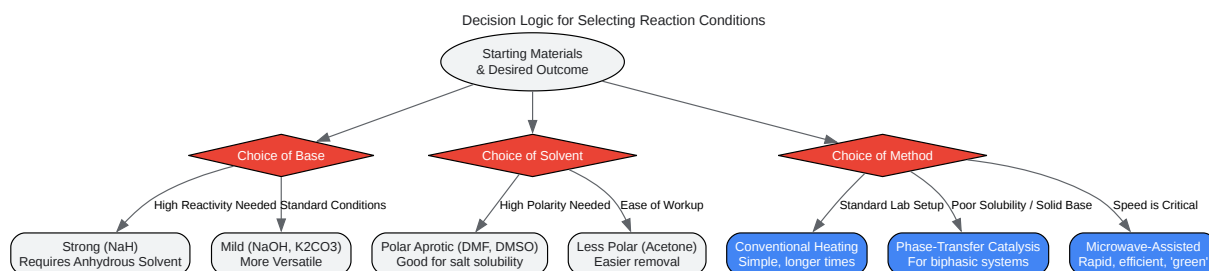 Decision Logic for Selecting Reaction Conditions
Starting Materials
& Desired Outcome
Choice of Base
Choice of Solvent
Choice of Method
High Reactivity Needed
Standard Conditions
High Polarity Needed
Ease of Workup
Standard Lab Setup
Poor Solubility / Solid Base
Speed is Critical
Strong (NaH)
Requires Anhydrous Solvent
Mild (NaOH, K2CO3)
More Versatile
Polar Aprotic (DMF, DMSO)
Good for salt solubility
Less Polar (Acetone)
Easier removal
Conventional Heating
Simple, longer times
Phase-Transfer Catalysis
For biphasic systems
Microwave-Assisted
Rapid, efficient, 'green'